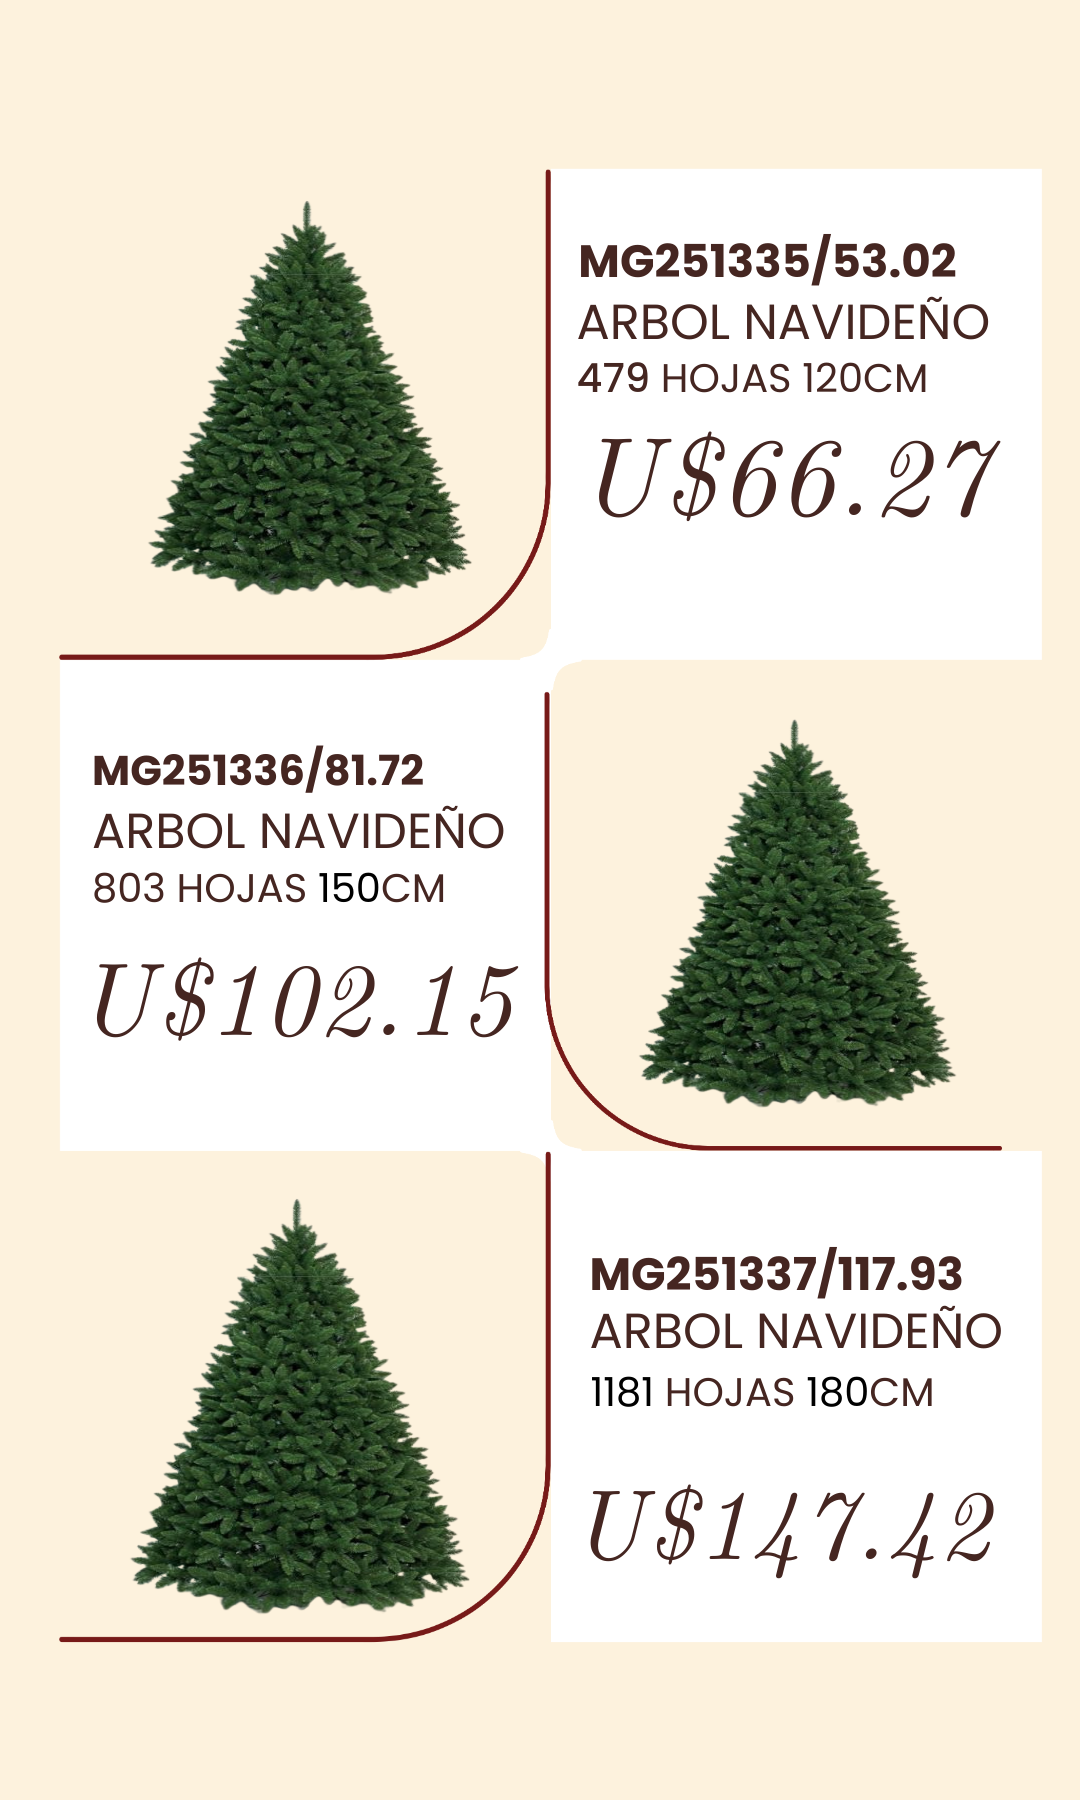 MG251335/53.02
ARBOL NAVIDEÑO
479 HOJAS 120CM
U$66.27
MG251336/81.72
ARBOL NAVIDEÑO
803 HOJAS 150CM
U$102.15
MG251337/117.93
ARBOL NAVIDEÑO
1181 HOJAS 180CM
U$147.42